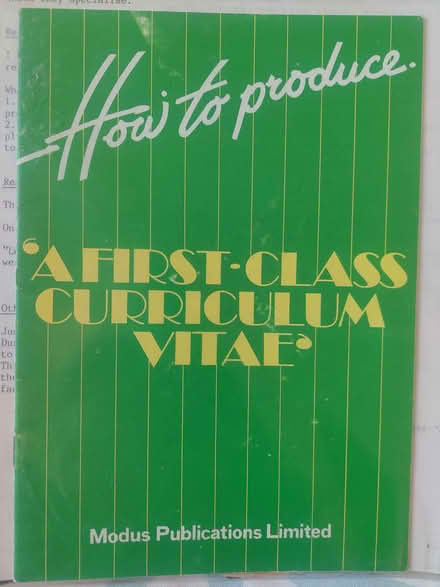 How to produce.
‘A FIRST-CLASS
CURRICULUM
VITAE’
Modus Publications Limited